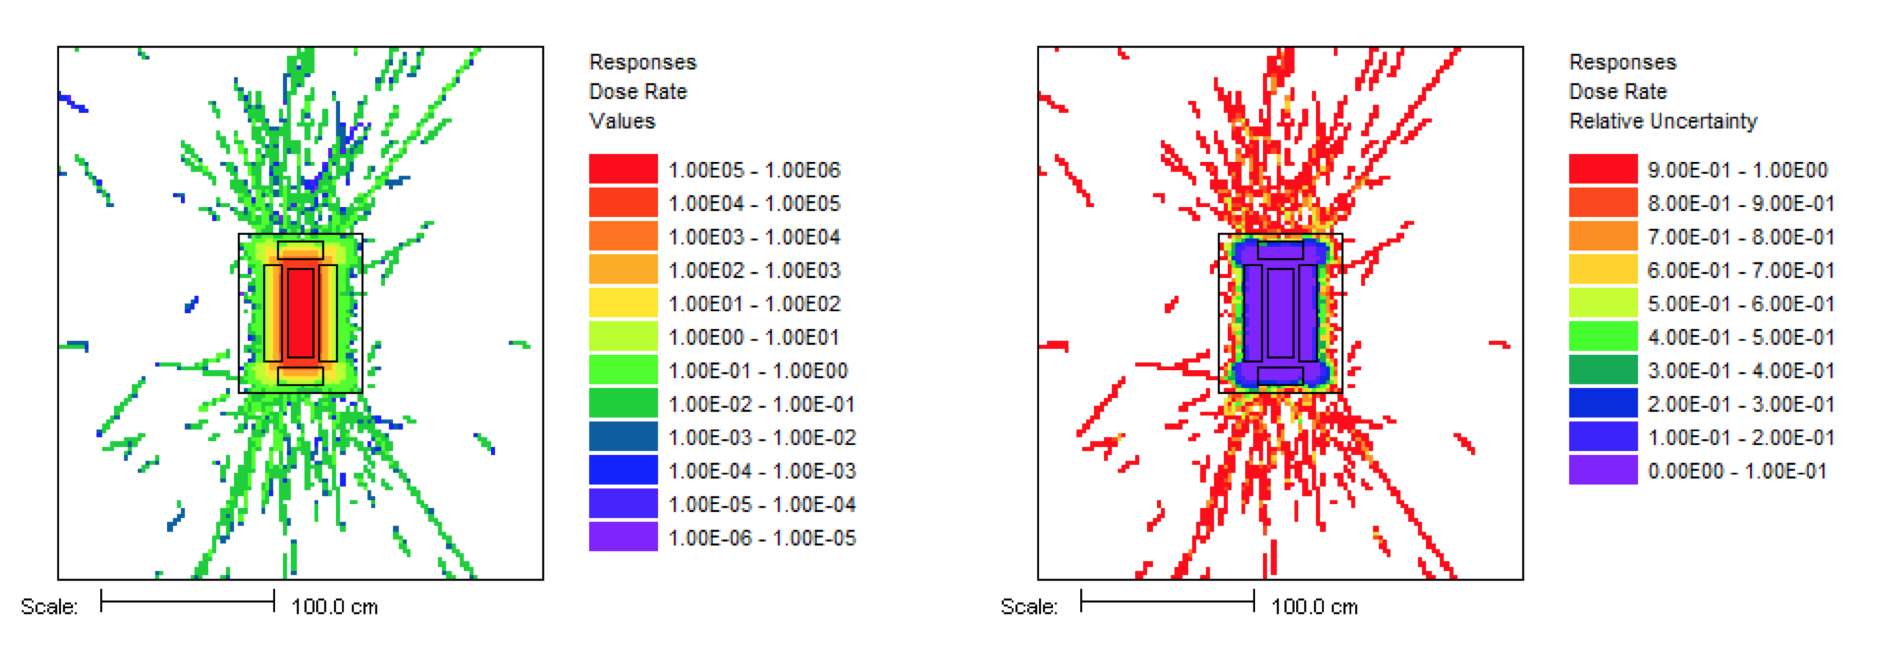 Responses
Dose Rate
Values
1.00E05 - 1.00E06
1.00E04 - 1.00E05
1.00E03 - 1.00E04
1.00E02 - 1.00E03
1.00E01 - 1.00E02
1.00E00 - 1.00E01
1.00E-01 - 1.00E00
1.00E-02 - 1.00E-01
1.00E-03 - 1.00E-02
1.00E-04 - 1.00E-03
1.00E-05 - 1.00E-04
1.00E-06 - 1.00E-05
Scale: 100.0 cm
Responses
Dose Rate
Relative Uncertainty
9.00E-01 - 1.00E00
8.00E-01 - 9.00E-01
7.00E-01 - 8.00E-01
6.00E-01 - 7.00E-01
5.00E-01 - 6.00E-01
4.00E-01 - 5.00E-01
3.00E-01 - 4.00E-01
2.00E-01 - 3.00E-01
1.00E-01 - 2.00E-01
0.00E00 - 1.00E-01
Scale: 100.0 cm